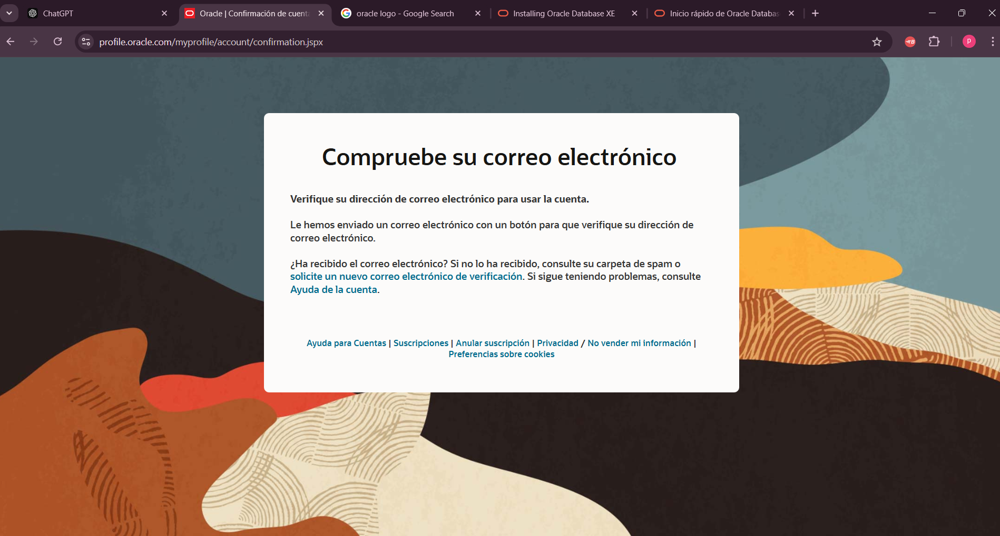 ChatGPT
Oracle | Confirmación de cuenta
oracle logo - Google Search
Installing Oracle Database XE
Inicio rápido de Oracle Databas
profile.oracle.com/myprofile/account/confirmation.jspx
B
P
Compruebe su correo electrónico
Verifique su dirección de correo electrónico para usar la cuenta.
Le hemos enviado un correo electrónico con un botón para que verifique su dirección de
correo electrónico.
¿Ha recibido el correo electrónico? Si no lo ha recibido, consulte su carpeta de spam o
solicite un nuevo correo electrónico de verificación. Si sigue teniendo problemas, consulte
Ayuda de la cuenta.
Ayuda para Cuentas | Suscripciones | Anular suscripción | Privacidad / No vender mi información |
Preferencias sobre cookies